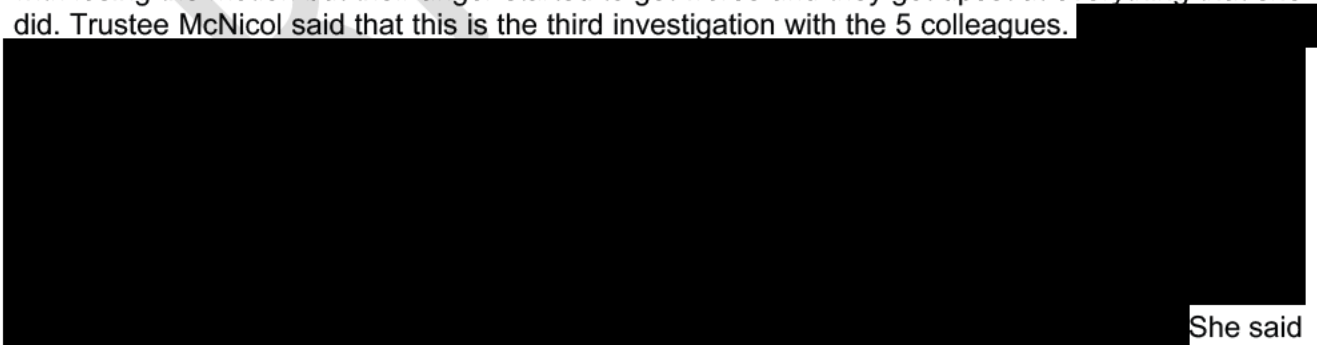 did. Trustee McNicol said that this is the third investigation with the 5 colleagues.
She said